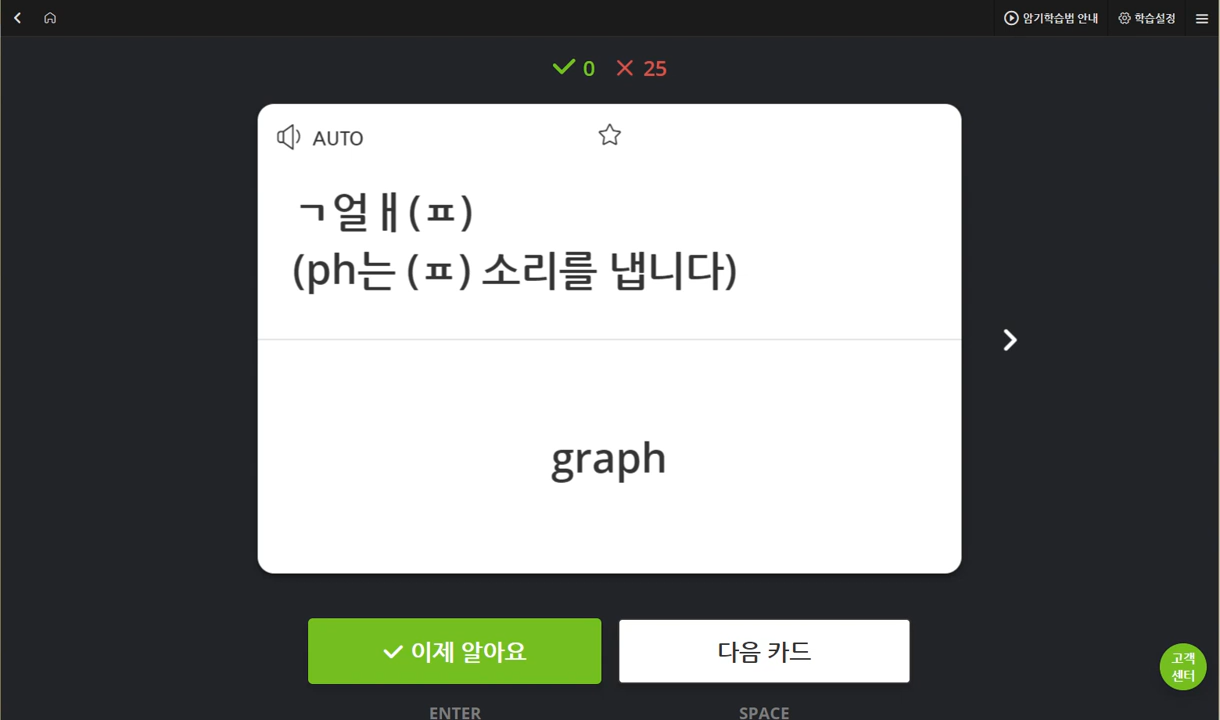 암기학습법 안내
학습설정
0
25
AUTO
ㄱ얼ㅐ(ㅍ)
(ph는 (ㅍ) 소리를 냅니다)
graph
이제 알아요
다음 카드
ENTER
SPACE
고객
센터